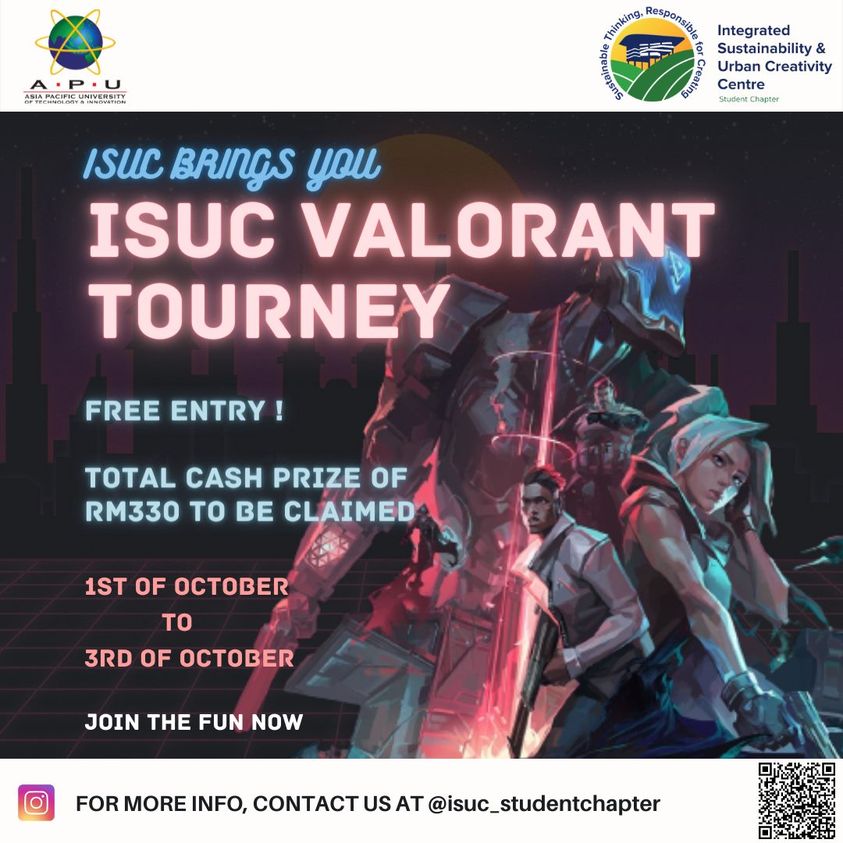 A·P·U
ASIA PACIFIC UNIVERSITY
OF TECHNOLOGY & INNOVATION
Sustainable Thinking, Responsible for Creating
Integrated
Sustainability &
Urban Creativity
Centre
Student Chapter
ISUC BRINGS YOU
ISUC VALORANT
TOURNEY
FREE ENTRY !
TOTAL CASH PRIZE OF
RM330 TO BE CLAIMED
1ST OF OCTOBER
TO
3RD OF OCTOBER
JOIN THE FUN NOW
FOR MORE INFO, CONTACT US AT @isuc_studentchapter